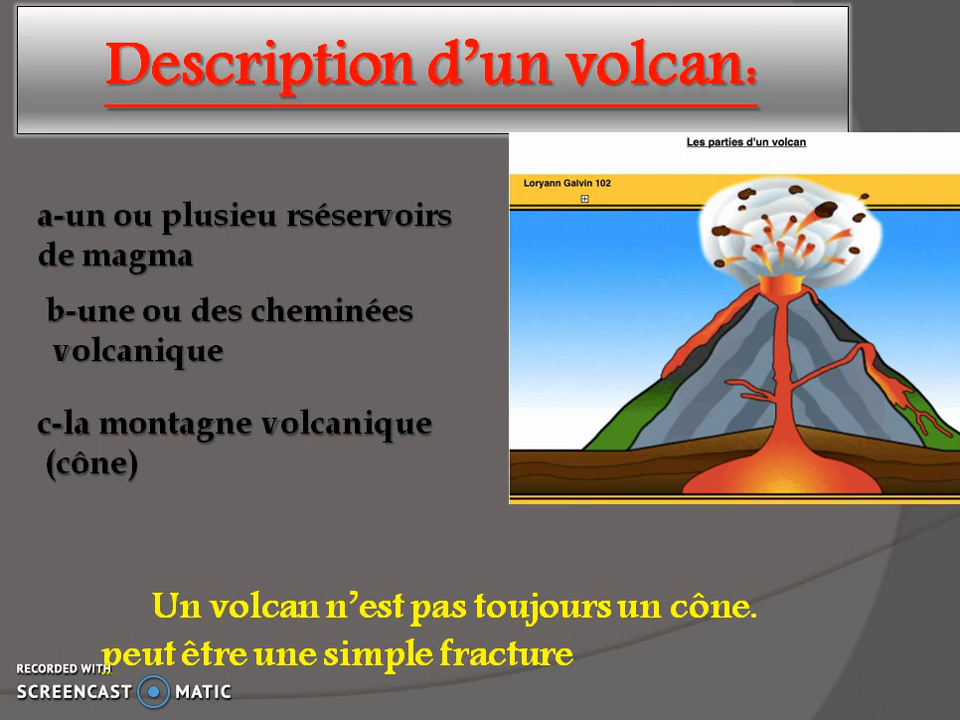 Description d'un volcan:
Les parties d'un volcan
Loryann Galvin 102
a-un ou plusieu rséservoirs
de magma
b-une ou des cheminées
volcanique
c-la montagne volcanique
(cône)
Un volcan n'est pas toujours un cône.
peut être une simple fracture
RECORDED WITH
SCREENCAST MATIC